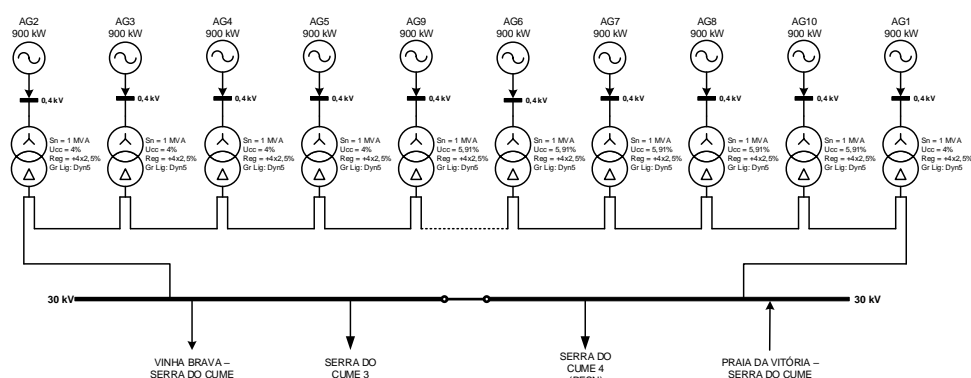 AG2
900 kW
AG3
900 kW
AG4
900 kW
AG5
900 kW
AG9
900 kW
AG6
900 kW
AG7
900 kW
AG8
900 kW
AG10
900 kW
AG1
900 kW
0,4 kV
0,4 kV
0,4 kV
0,4 kV
0,4 kV
0,4 kV
0,4 kV
0,4 kV
0,4 kV
0,4 kV
Sn = 1 MVA
Ucc = 4%
Reg = +4x2,5%
Gr Lig: Dyn5
Sn = 1 MVA
Ucc = 4%
Reg = +4x2,5%
Gr Lig: Dyn5
Sn = 1 MVA
Ucc = 4%
Reg = +4x2,5%
Gr Lig: Dyn5
Sn = 1 MVA
Ucc = 4%
Reg = +4x2,5%
Gr Lig: Dyn5
Sn = 1 MVA
Ucc = 5,91%
Reg = +4x2,5%
Gr Lig: Dyn5
Sn = 1 MVA
Ucc = 5,91%
Reg = +4x2,5%
Gr Lig: Dyn5
Sn = 1 MVA
Ucc = 5,91%
Reg = +4x2,5%
Gr Lig: Dyn5
Sn = 1 MVA
Ucc = 5,91%
Reg = +4x2,5%
Gr Lig: Dyn5
Sn = 1 MVA
Ucc = 5,91%
Reg = +4x2,5%
Gr Lig: Dyn5
Sn = 1 MVA
Ucc = 4%
Reg = +4x2,5%
Gr Lig: Dyn5
30 kV
30 kV
VINHA BRAVA –
SERRA DO CUME
SERRA DO
CUME 3
SERRA DO
CUME 4
PRAIA DA VITÓRIA –
SERRA DO CUME